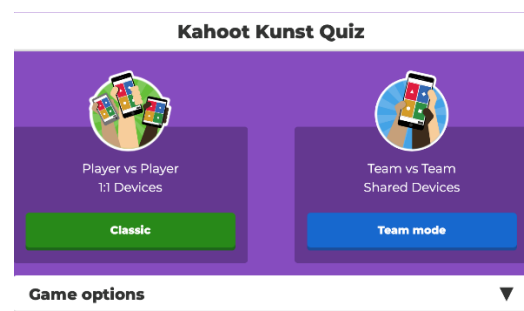 Kahoot Kunst Quiz
Player vs Player
1:1 Devices
Classic
Team vs Team
Shared Devices
Team mode
Game options